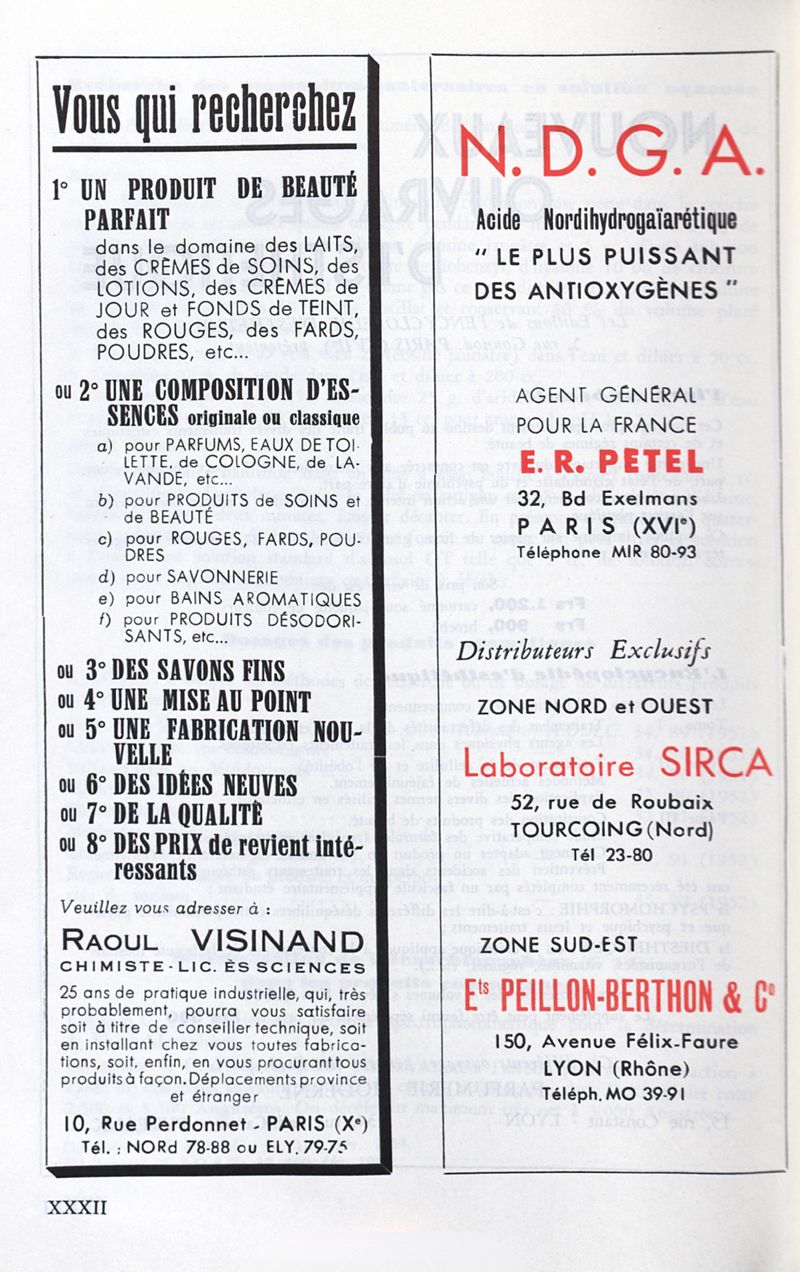 Vous qui recherchez
1° UN PRODUIT DE BEAUTÉ
PARFAIT
dans le domaine des LAITS,
des CRÈMES de SOINS, des
LOTIONS, des CRÈMES de
JOUR et FONDS de TEINT,
des ROUGES, des FARDS,
POUDRES, etc...
ou 2° UNE COMPOSITION D'ES-
SENCES originale ou classique
a) pour PARFUMS, EAUX DE TOI-
LETTE, de COLOGNE, de LA-
VANDE, etc...
b) pour PRODUITS de SOINS et
de BEAUTÉ
c) pour ROUGES, FARDS, POU-
DRES
d) pour SAVONNERIE
e) pour BAINS AROMATIQUES
f) pour PRODUITS DÉSODORI-
SANTS, etc...
ou 3° DES SAVONS FINS
ou 4° UNE MISE AU POINT
ou 5° UNE FABRICATION NOU-
VELLE
ou 6° DES IDÉES NEUVES
ou 7° DE LA QUALITÉ
ou 8° DES PRIX de revient inté-
ressants
Veuillez vous adresser à :
RAOUL VISINAND
CHIMISTE - LIC. ÈS SCIENCES
25 ans de pratique industrielle, qui, très
probablement, pourra vous satisfaire
soit à titre de conseiller technique, soit
en installant chez vous toutes fabrica-
tions, soit, enfin, en vous procurant tous
produits à façon. Déplacements province
et étranger
10, Rue Perdonnet - PARIS (Xe)
Tél. : NORd 78-88 ou ELY. 79-75
N. D. G. A.
Acide Nordihydrogaïarétique
" LE PLUS PUISSANT
DES ANTIOXYGÈNES "
AGENT GÉNÉRAL
POUR LA FRANCE
E. R. PETEL
32, Bd Exelmans
PARIS (XVIe)
Téléphone MIR 80-93
Distributeurs Exclusifs
ZONE NORD et OUEST
Laboratoire SIRCA
52, rue de Roubaix
TOURCOING (Nord)
Tél 23-80
ZONE SUD-EST
Ets PEILLON-BERTHON & Co
150, Avenue Félix-Faure
LYON (Rhône)
Téléph. MO 39-91
XXXII